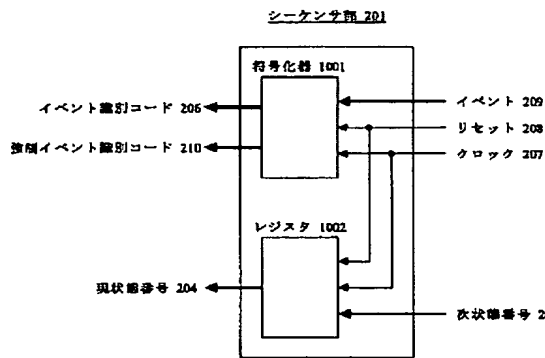 シーケンサ部 201
符号化器 1001
イベント識別コード 206
強制イベント識別コード 210
イベント 209
リセット 208
クロック 207
レジスタ 1002
現状態番号 204
次状態番号 2